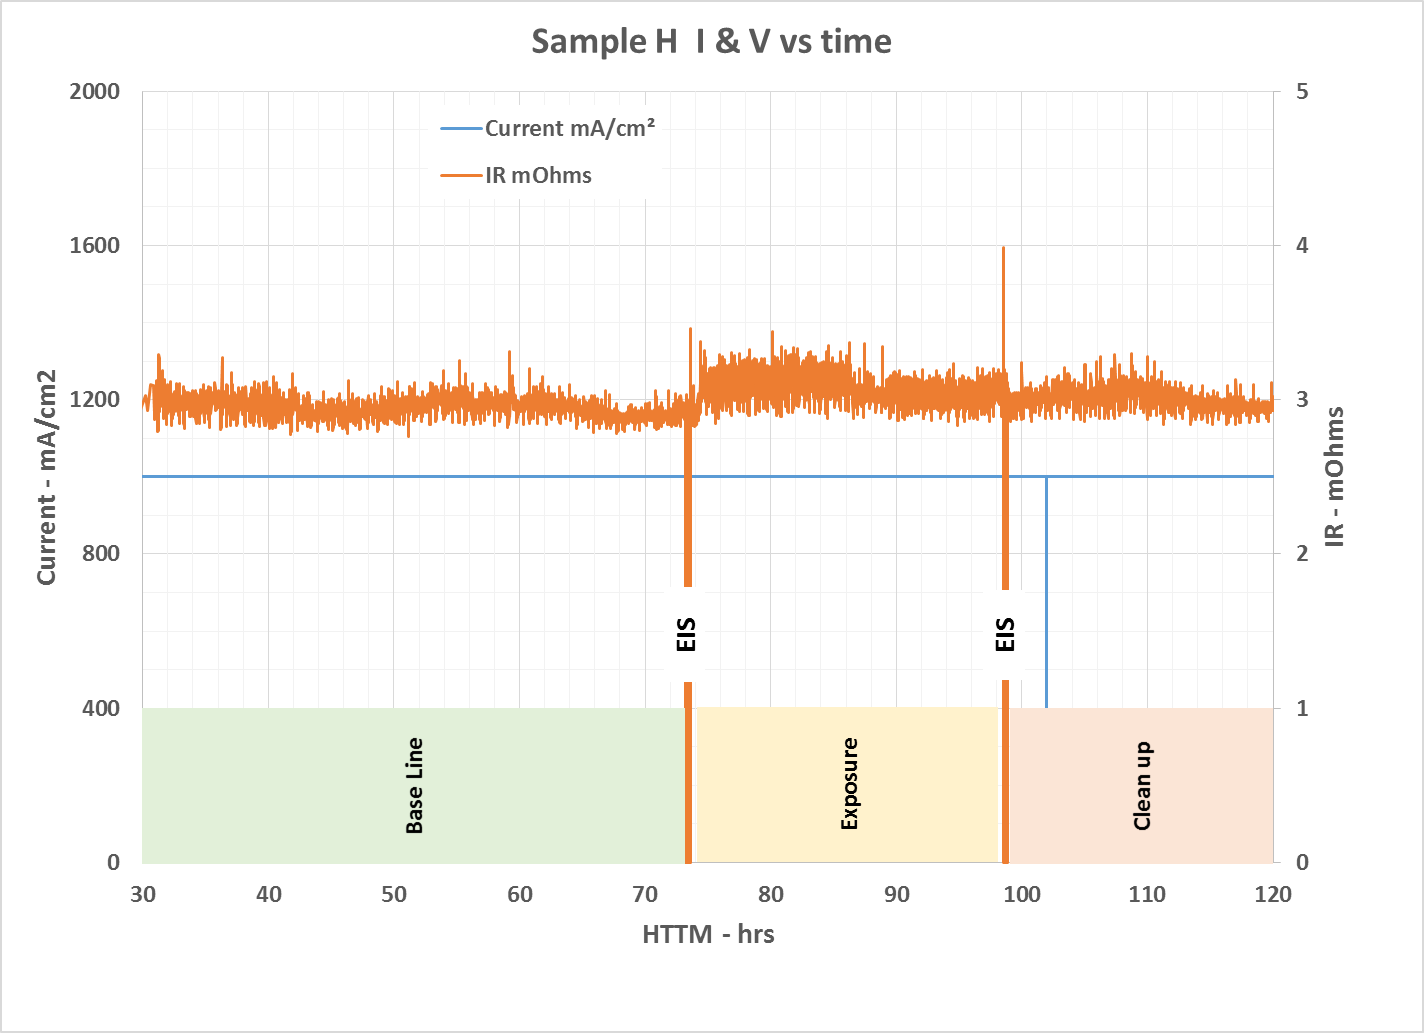 Sample H  I & V vs time
2000
1600
1200
800
400
0
5
4
3
2
1
0
Current - mA/cm2
IR - mOhms
Current mA/cm²
IR mOhms
EIS
EIS
Base Line
Exposure
Clean up
30 40 50 60 70 80 90 100 110 120
HTTM - hrs